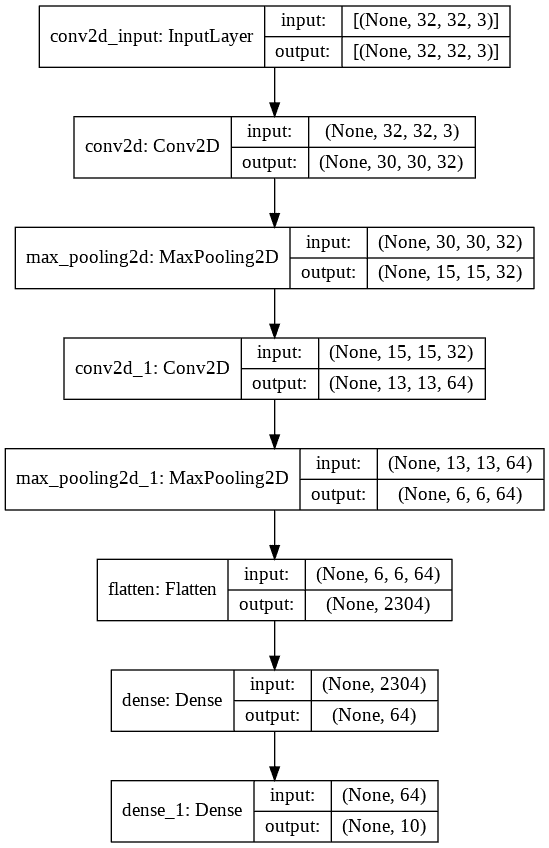 conv2d_input: InputLayer
input: [(None, 32, 32, 3)]
output: [(None, 32, 32, 3)]
conv2d: Conv2D
input: (None, 32, 32, 3)
output: (None, 30, 30, 32)
max_pooling2d: MaxPooling2D
input: (None, 30, 30, 32)
output: (None, 15, 15, 32)
conv2d_1: Conv2D
input: (None, 15, 15, 32)
output: (None, 13, 13, 64)
max_pooling2d_1: MaxPooling2D
input: (None, 13, 13, 64)
output: (None, 6, 6, 64)
flatten: Flatten
input: (None, 6, 6, 64)
output: (None, 2304)
dense: Dense
input: (None, 2304)
output: (None, 64)
dense_1: Dense
input: (None, 64)
output: (None, 10)